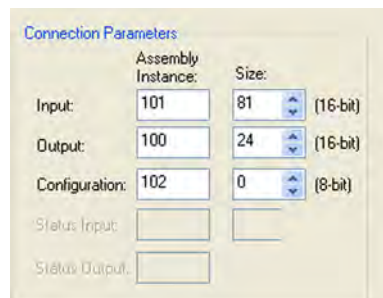 Connection Parameters
Assembly
Instance: Size:
Input: 101 81 (16-bit)
Output: 100 24 (16-bit)
Configuration: 102 0 (8-bit)
Status Input:
Status Output: